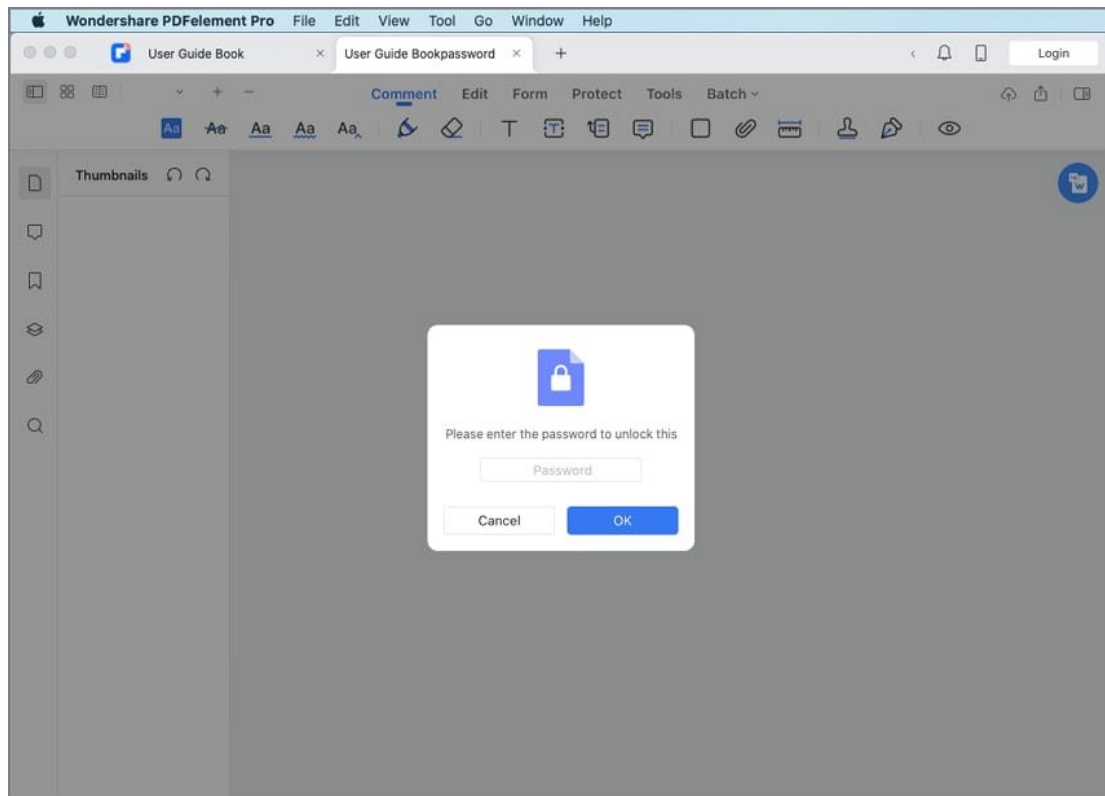 Wondershare PDFelement Pro File Edit View Tool Go Window Help
User Guide Book × User Guide Bookpassword × + Login
Comment Edit Form Protect Tools Batch
Aa Aa Aa Aa Aa T T
Thumbnails
W
Please enter the password to unlock this
Password
Cancel OK